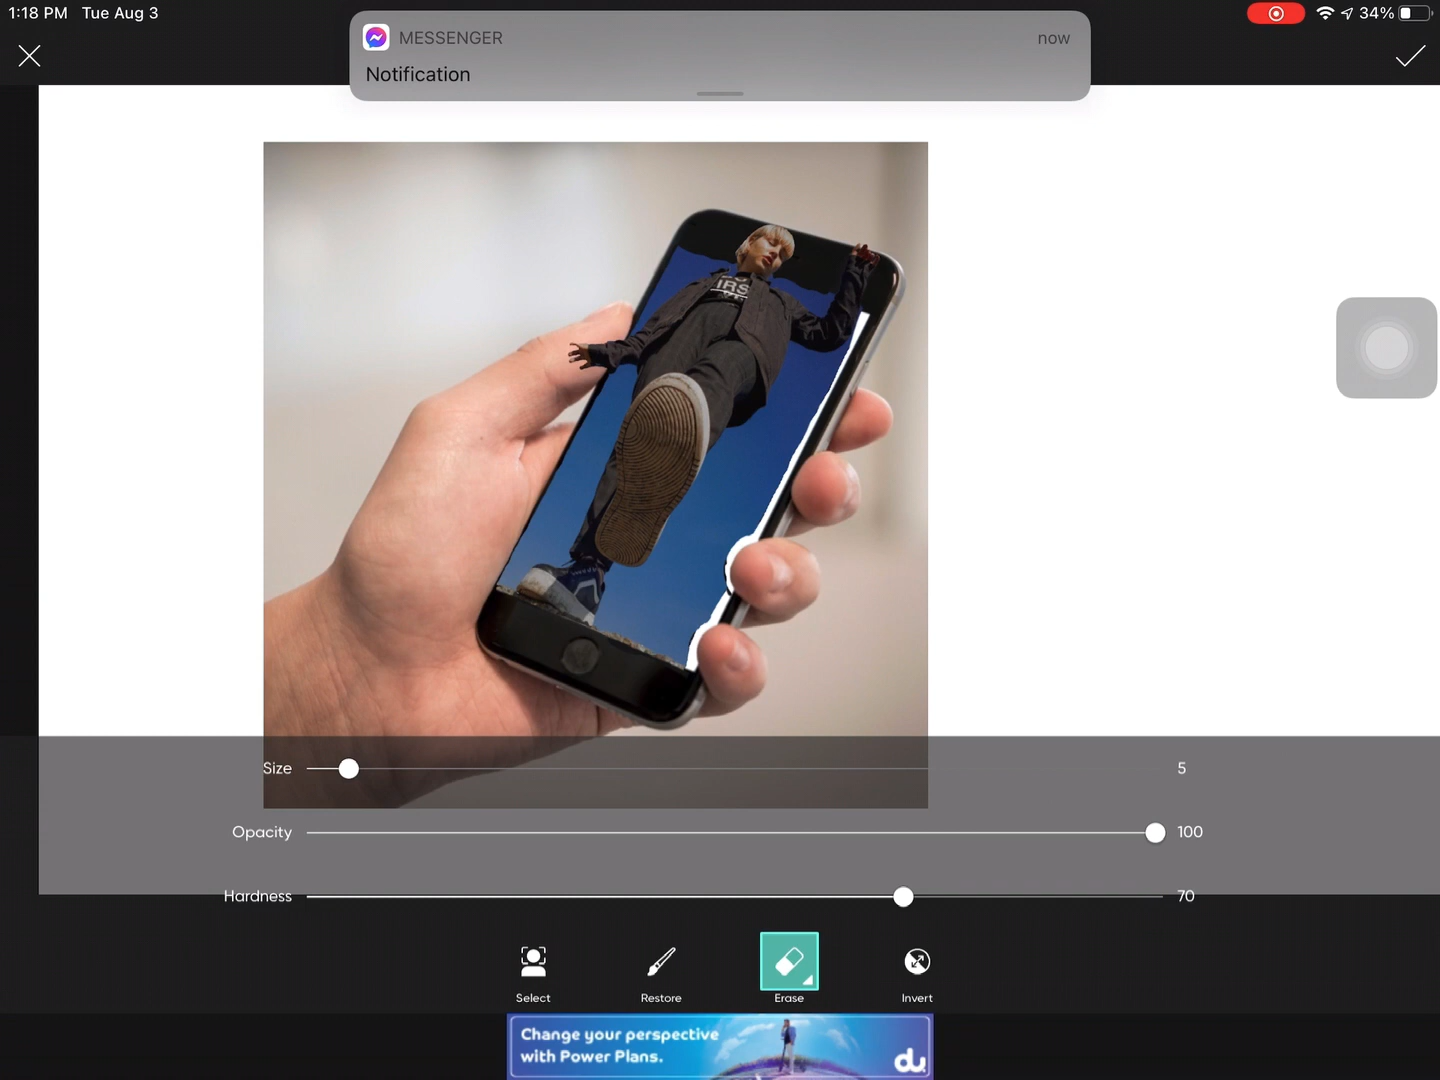 1:18 PM Tue Aug 3
34%
MESSENGER
now
Notification
IRS
Size
5
Opacity
100
Hardness
70
Select
Restore
Erase
Invert
Change your perspective
with Power Plans.
du